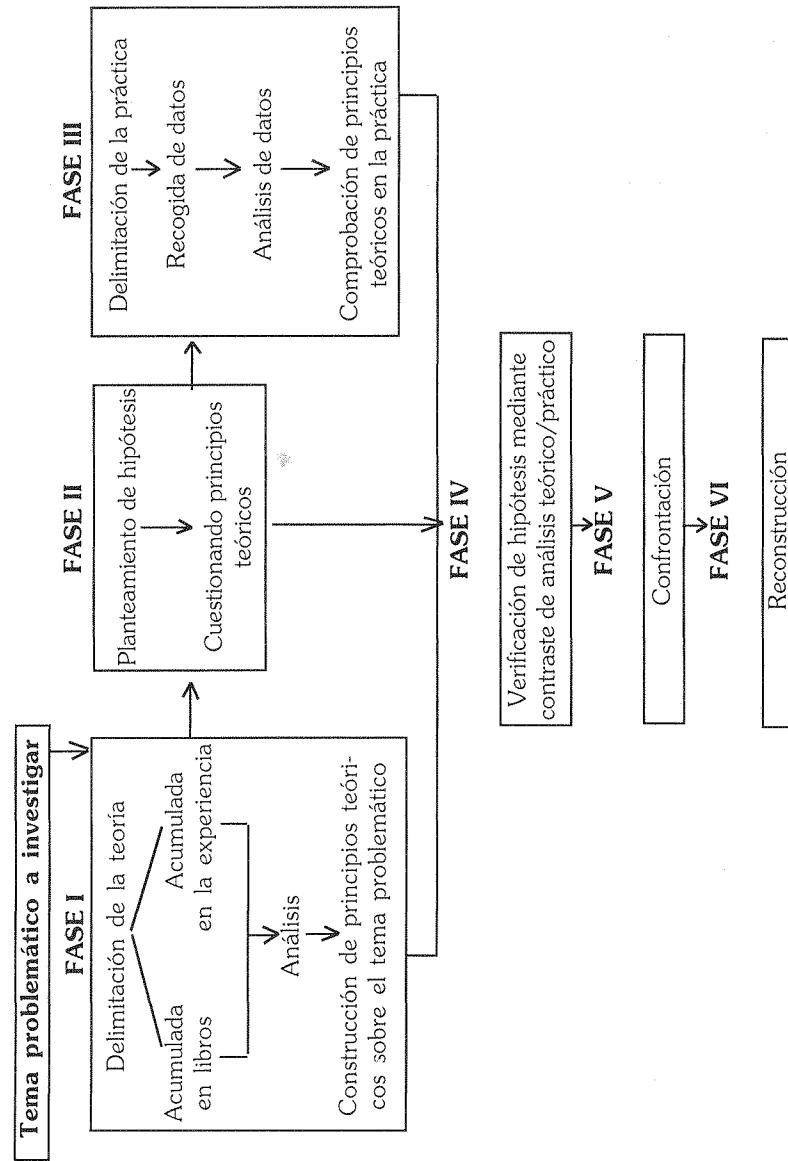 Tema problemático a investigar
FASE I
Delimitación de la teoría
Acumulada
en libros
Acumulada
en la experiencia
Análisis
Construcción de principios teóri-
cos sobre el tema problemático
FASE II
Planteamiento de hipótesis
Cuestionando principios
teóricos
FASE III
Delimitación de la práctica
Recogida de datos
Análisis de datos
Comprobación de principios
teóricos en la práctica
FASE IV
Verificación de hipótesis mediante
contraste de análisis teórico/práctico
FASE V
Confrontación
FASE VI
Reconstrucción